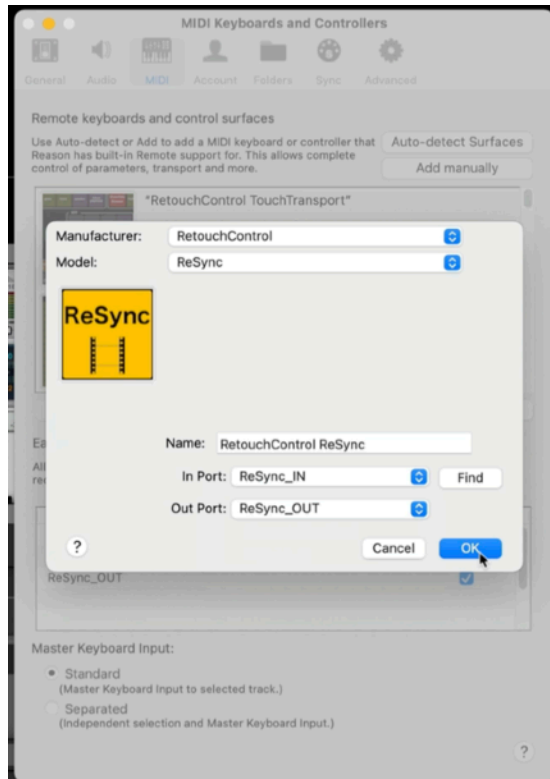 MIDI Keyboards and Controllers
General Audio MIDI Account Folders Sync Advanced
Remote keyboards and control surfaces
Use Auto-detect or Add to add a MIDI keyboard or controller that
Reason has built-in Remote support for. This allows complete
control of parameters, transport and more.
Auto-detect Surfaces
Add manually
"RetouchControl TouchTransport"
Manufacturer: RetouchControl
Model: ReSync
ReSync
Name: RetouchControl ReSync
In Port: ReSync_IN Find
Out Port: ReSync_OUT
? Cancel OK
ReSync_OUT
Master Keyboard Input:
Standard
(Master Keyboard Input to selected track.)
Separated
(Independent selection and Master Keyboard Input.)
?